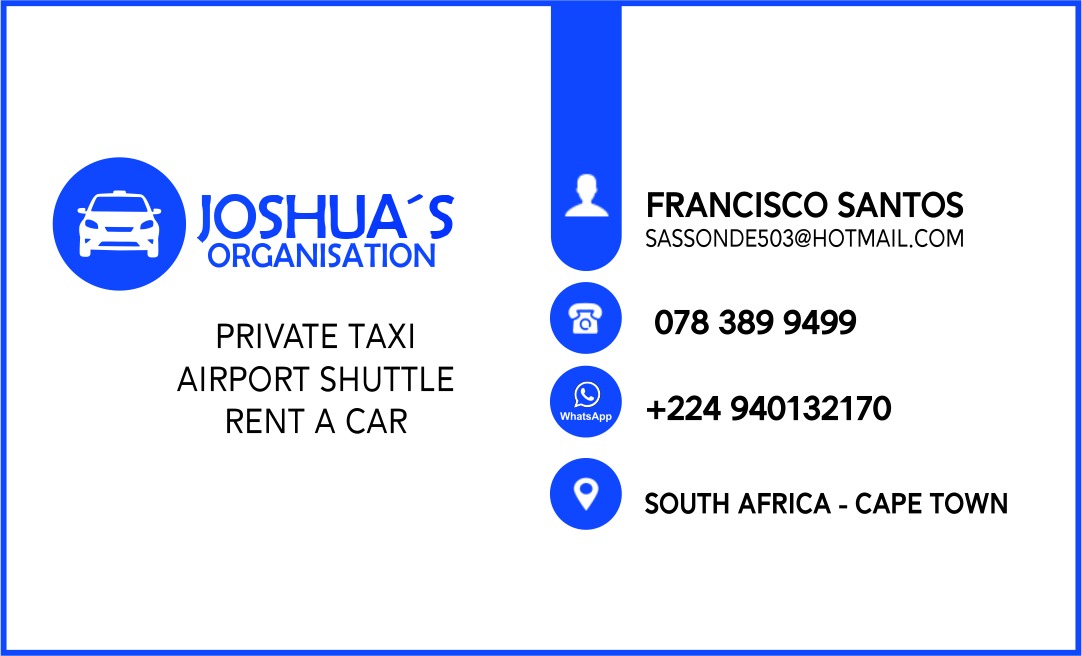 JOSHUA´S
ORGANISATION
PRIVATE TAXI
AIRPORT SHUTTLE
RENT A CAR
FRANCISCO SANTOS
SASSONDE503@HOTMAIL.COM
078 389 9499
WhatsApp
+224 940132170
SOUTH AFRICA - CAPE TOWN